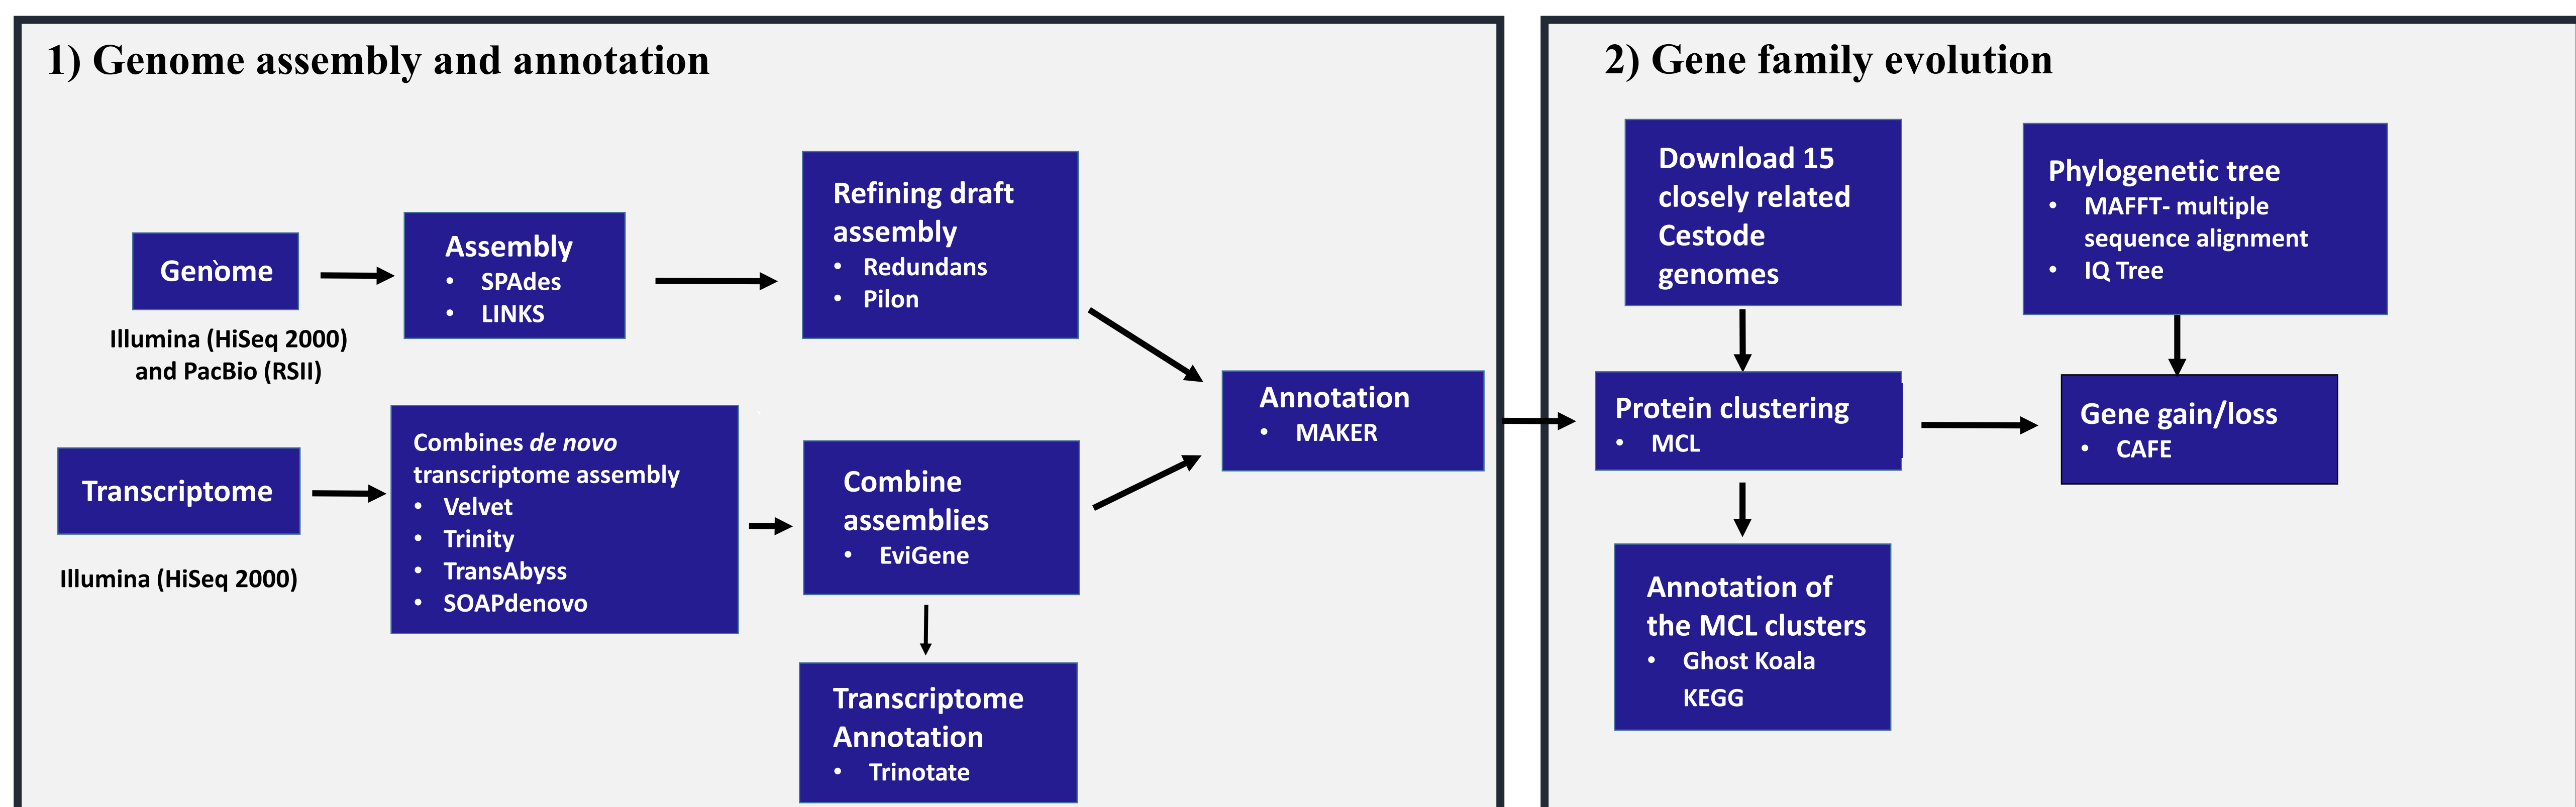 1) Genome assembly and annotation
Genòme
Illumina (HiSeq 2000)
and PacBio (RSII)
Assembly
• SPAdes
• LINKS
Refining draft
assembly
• Redundans
• Pilon
Transcriptome
Illumina (HiSeq 2000)
Combines de novo
transcriptome assembly
• Velvet
• Trinity
• TransAbyss
• SOAPdenovo
Combine
assemblies
• EviGene
Transcriptome
Annotation
• Trinotate
Annotation
• MAKER
2) Gene family evolution
Download 15
closely related
Cestode
genomes
Protein clustering
• MCL
Annotation of
the MCL clusters
• Ghost Koala
KEGG
Phylogenetic tree
• MAFFT- multiple
sequence alignment
• IQ Tree
Gene gain/loss
• CAFE